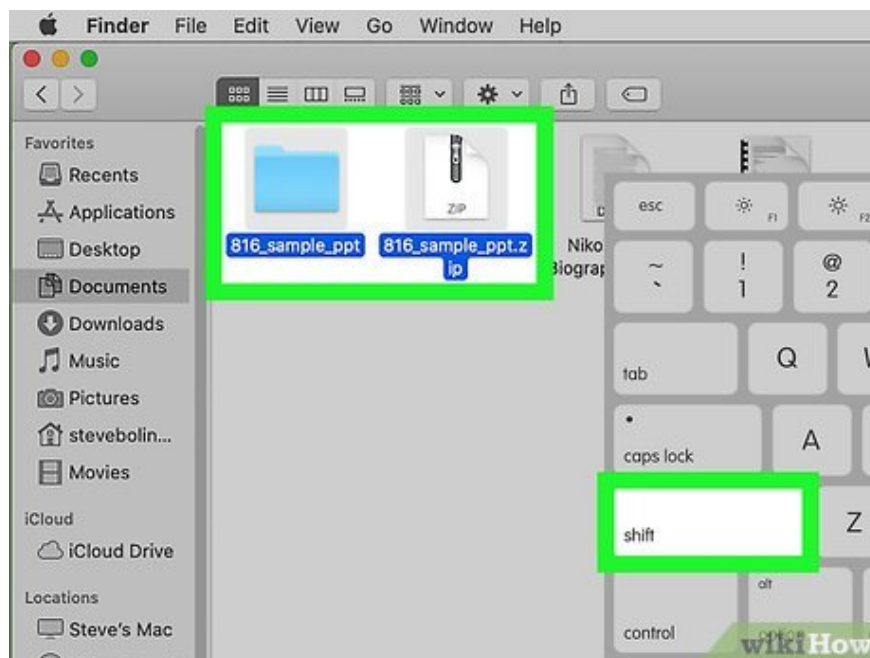 Finder File Edit View Go Window Help
Favorites
Recents
Applications
Desktop
Documents
Downloads
Music
Pictures
stevebolin...
Movies
iCloud
iCloud Drive
Locations
Steve's Mac
ZIP
816_sample_ppt
816_sample_ppt.z
ip
esc
F1
F2
~
`
!
1
@
2
tab
Q
caps lock
A
shift
Z
control
alt
option
wikiHow